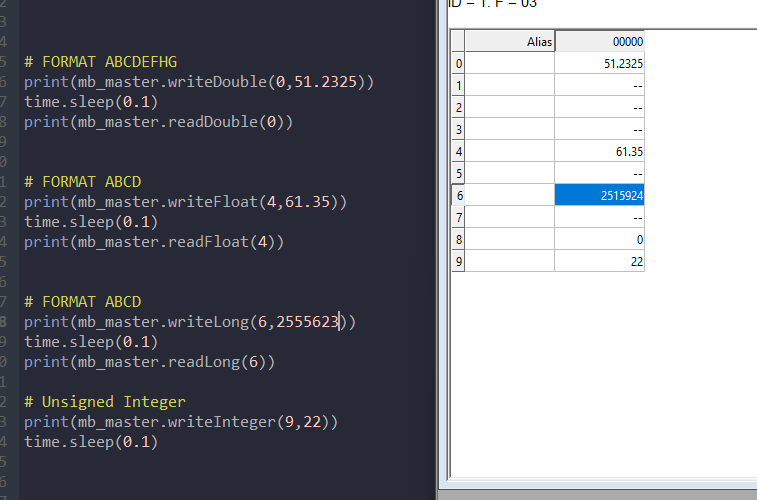 # FORMAT ABCDEFHG
print(mb_master.writeDouble(0,51.2325))
time.sleep(0.1)
print(mb_master.readDouble(0))
# FORMAT ABCD
print(mb_master.writeFloat(4,61.35))
time.sleep(0.1)
print(mb_master.readFloat(4))
# FORMAT ABCD
print(mb_master.writeLong(6,2555623))
time.sleep(0.1)
print(mb_master.readLong(6))
# Unsigned Integer
print(mb_master.writeInteger(9,22))
time.sleep(0.1)
ID = 1: F = 03
Alias 00000
0 51.2325
1 --
2 --
3 --
4 61.35
5 --
6 2515924
7 --
8 0
9 22